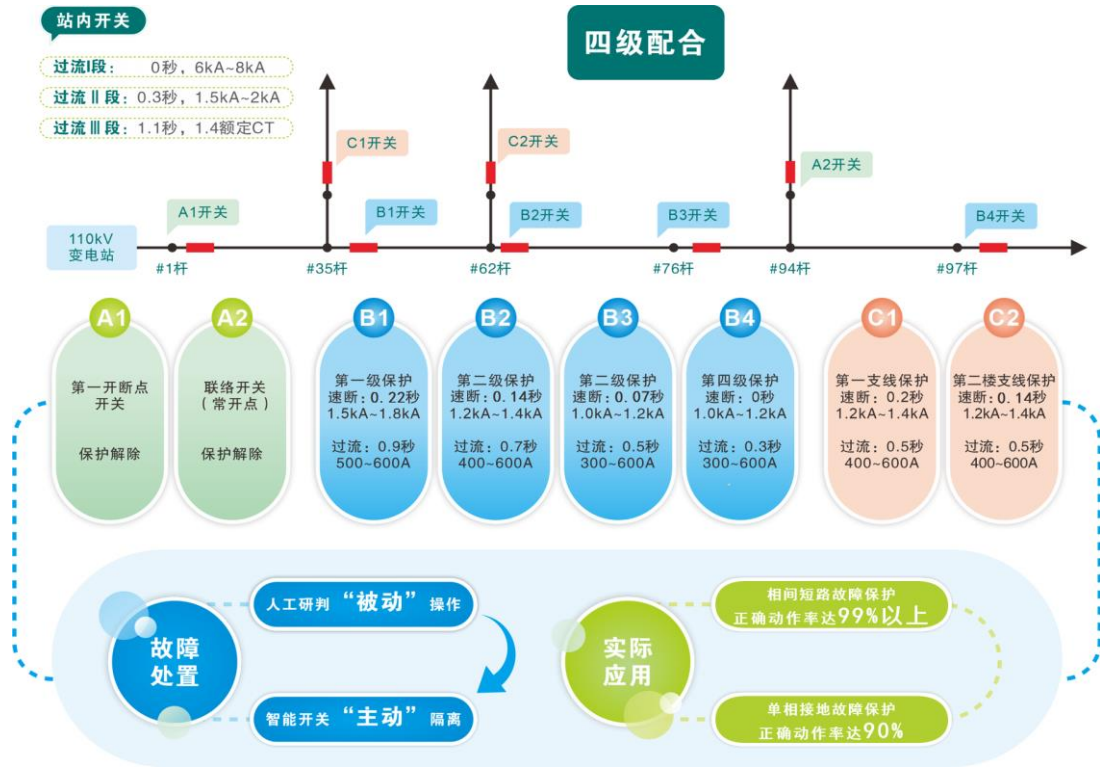 站内开关
四级配合
过流Ⅰ段: 0秒，6kA~8kA
过流Ⅱ段: 0.3秒，1.5kA~2kA
过流Ⅲ段: 1.1秒，1.4额定CT
C1开关
C2开关
A2开关
A1开关
B1开关
B2开关
B3开关
B4开关
110kV
变电站
#1杆
#35杆
#62杆
#76杆
#94杆
#97杆
A1
第一开断点
开关
保护解除
A2
联络开关
（常开点）
保护解除
B1
第一级保护
速断: 0.22秒
1.5kA~1.8kA
过流: 0.9秒
500~600A
B2
第二级保护
速断: 0.14秒
1.2kA~1.4kA
过流: 0.7秒
400~600A
B3
第二级保护
速断: 0.07秒
1.0kA~1.2kA
过流: 0.5秒
300~600A
B4
第四级保护
速断: 0秒
1.0kA~1.2kA
过流: 0.3秒
300~600A
C1
第一支线保护
速断: 0.2秒
1.2kA~1.4kA
过流: 0.5秒
400~600A
C2
第二楼支线保护
速断: 0.14秒
1.2kA~1.4kA
过流: 0.5秒
400~600A
故障
处置
人工研判“被动”操作
智能开关“主动”隔离
实际
应用
相间短路故障保护
正确动作率达99%以上
单相接地故障保护
正确动作率达90%